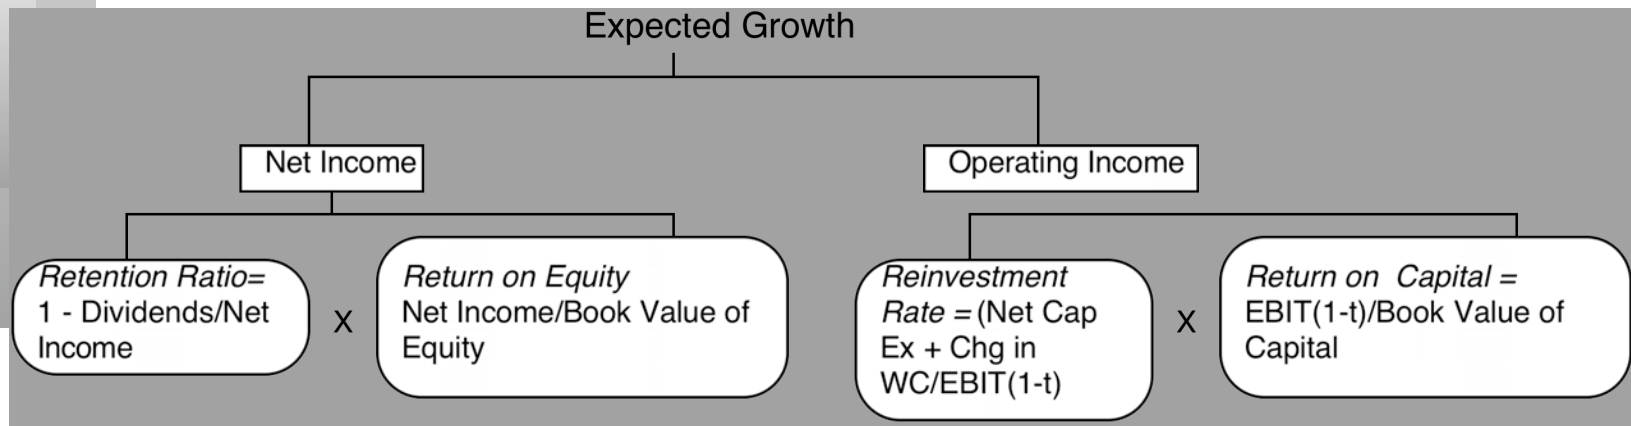 Expected Growth
Net Income
Operating Income
Retention Ratio=
1 - Dividends/Net
Income
X
Return on Equity
Net Income/Book Value of
Equity
Reinvestment
Rate = (Net Cap
Ex + Chg in
WC/EBIT(1-t)
X
Return on  Capital =
EBIT(1-t)/Book Value of
Capital